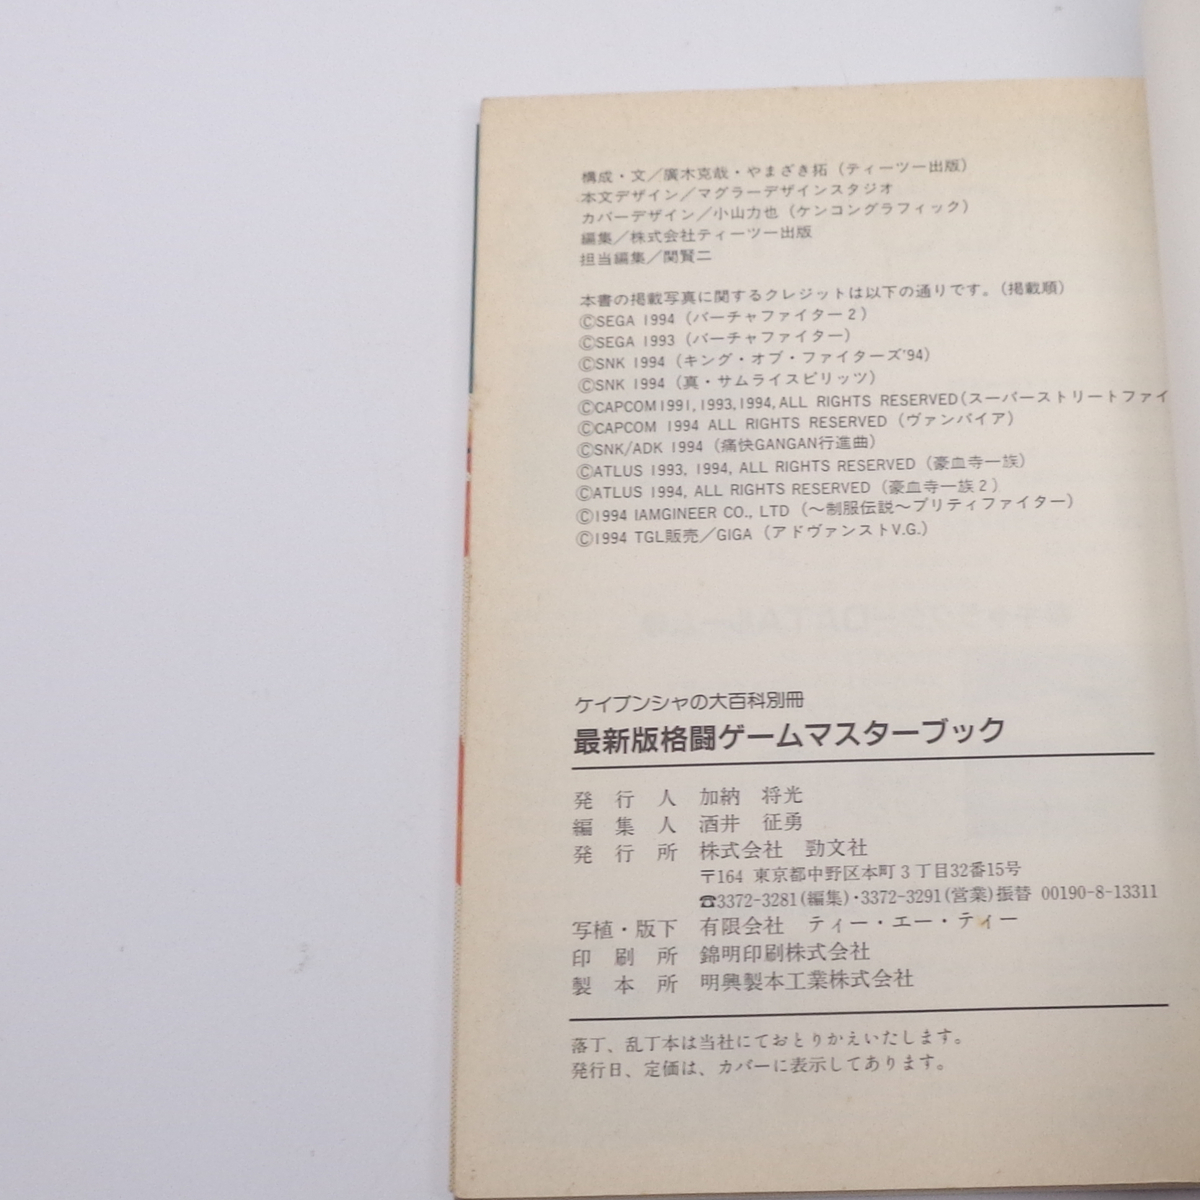 構成・文／廣木克哉・やまざき拓（ティーツー出版）
本文デザイン／マグラーデザインスタジオ
カバーデザイン／小山力也（ケンコングラフィック）
編集／株式会社ティーツー出版
担当編集／関賢二
本書の掲載写真に関するクレジットは以下の通りです。（掲載順）
ⒸSEGA 1994（バーチャファイター２）
ⒸSEGA 1993（バーチャファイター）
ⒸSNK 1994（キング・オブ・ファイターズ'94）
ⒸSNK 1994（真・サムライスピリッツ）
ⒸCAPCOM1991,1993,1994,ALL RIGHTS RESERVED（スーパーストリートファイ
ⒸCAPCOM 1994 ALL RIGHTS RESERVED（ヴァンパイア）
ⒸSNK/ADK 1994（痛快GANGAN行進曲）
ⒸATLUS 1993, 1994, ALL RIGHTS RESERVED（豪血寺一族）
ⒸATLUS 1994, ALL RIGHTS RESERVED（豪血寺一族２）
Ⓒ1994 IAMGINEER CO., LTD（～制服伝説～プリティファイター）
Ⓒ1994 TGL販売／GIGA（アドヴァンストV.G.）
ケイブンシャの大百科別冊
最新版格闘ゲームマスターブック
発行人 加納 将光
編集人 酒井 征勇
発行所 株式会社 勁文社
〒164 東京都中野区本町３丁目32番15号
☎3372-3281(編集)・3372-3291(営業)振替 00190-8-13311
写植・版下 有限会社 ティー・エー・ティー
印刷所 錦明印刷株式会社
製本所 明興製本工業株式会社
落丁、乱丁本は当社にておとりかえいたします。
発行日、定価は、カバーに表示してあります。